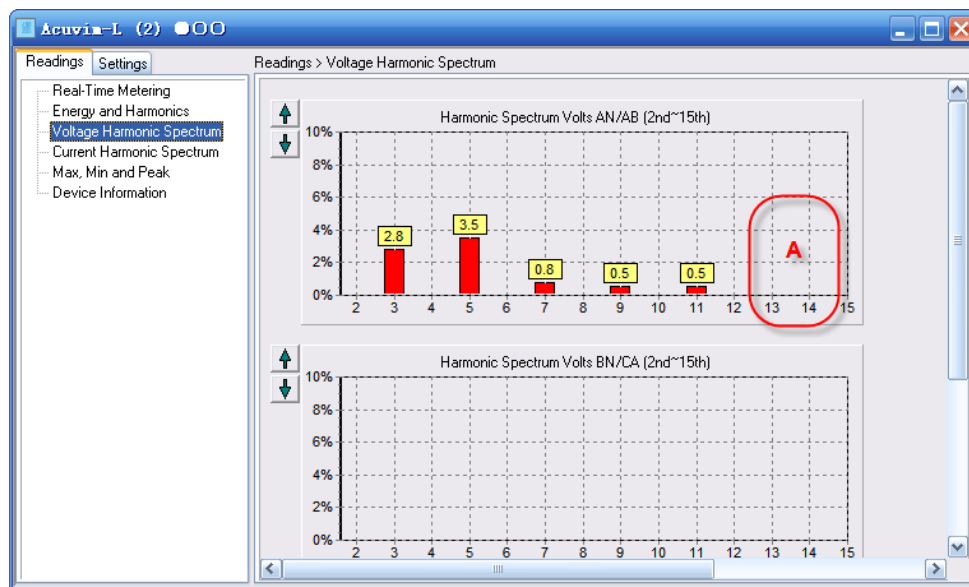 Acuvim-L (2)
Readings
Settings
Readings > Voltage Harmonic Spectrum
Real-Time Metering
Energy and Harmonics
Voltage Harmonic Spectrum
Current Harmonic Spectrum
Max, Min and Peak
Device Information
Harmonic Spectrum Volts AN/AB (2nd~15th)
10%
8%
6%
4%
2%
0%
2.8
3.5
0.8
0.5
0.5
A
2 3 4 5 6 7 8 9 10 11 12 13 14 15
Harmonic Spectrum Volts BN/CA (2nd~15th)
10%
8%
6%
4%
2%
0%
2 3 4 5 6 7 8 9 10 11 12 13 14 15